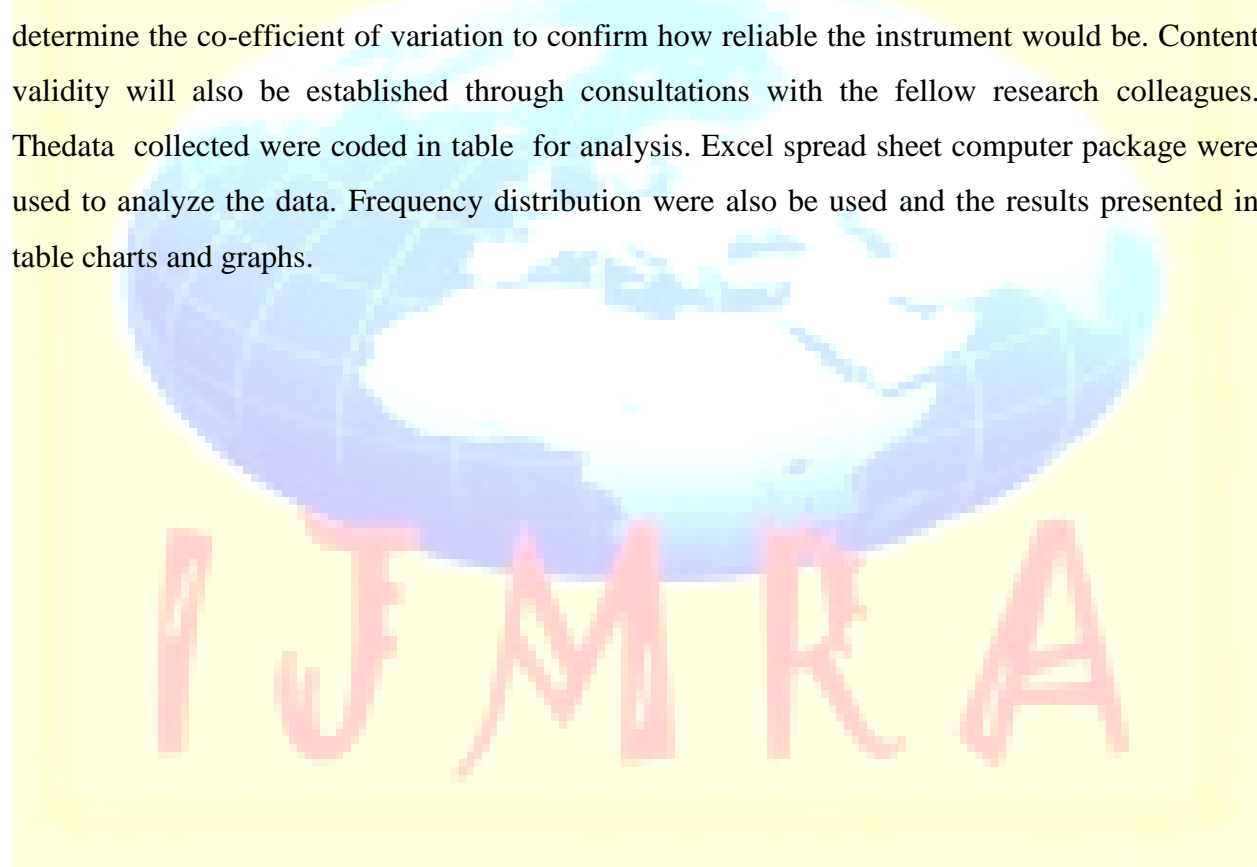 determine the co-efficient of variation to confirm how reliable the instrument would be. Content
validity will also be established through consultations with the fellow research colleagues.
Thedata collected were coded in table for analysis. Excel spread sheet computer package were
used to analyze the data. Frequency distribution were also be used and the results presented in
table charts and graphs.
IJMRA